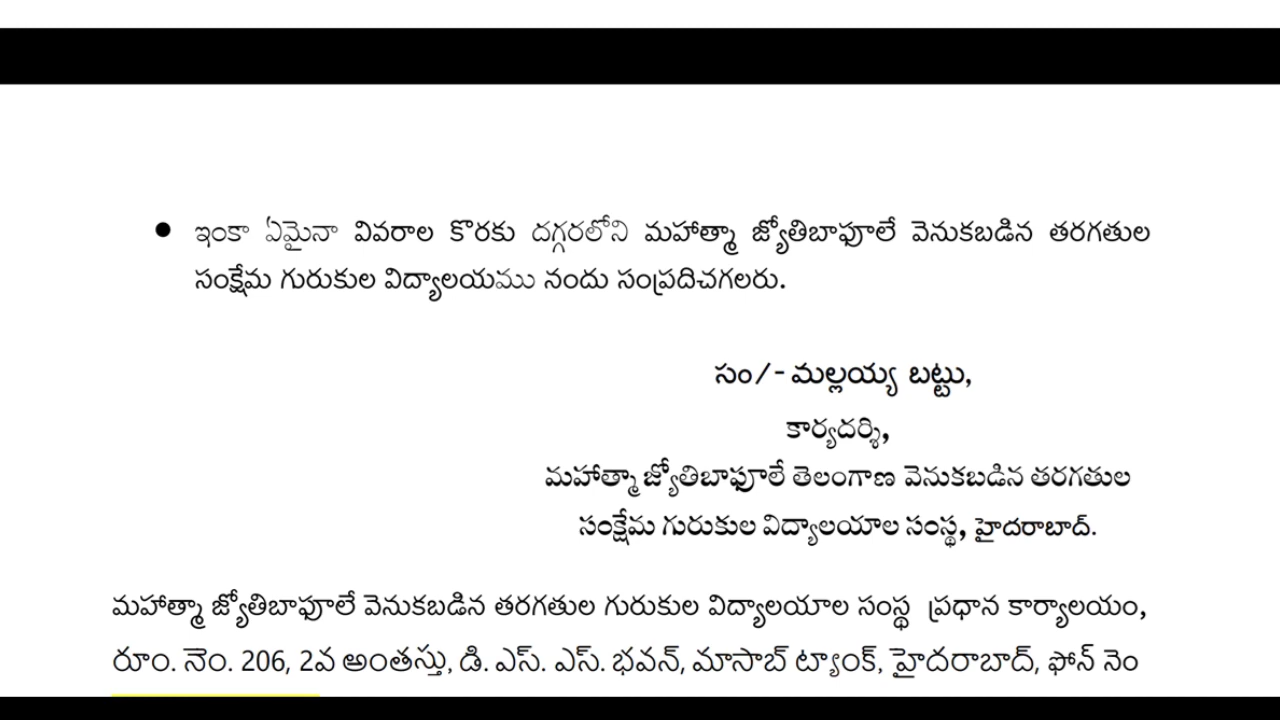 ● ఇంకా ఏమైనా వివరాల కొరకు దగ్గరలోని మహాత్మా జ్యోతిబాఫూలే వెనుకబడిన తరగతుల
సంక్షేమ గురుకుల విద్యాలయము నందు సంప్రదిచగలరు.
సం/- మల్లయ్య బట్టు,
కార్యదర్శి,
మహాత్మా జ్యోతిబాఫూలే తెలంగాణ వెనుకబడిన తరగతుల
సంక్షేమ గురుకుల విద్యాలయాల సంస్థ, హైదరాబాద్.
మహాత్మా జ్యోతిబాఫూలే వెనుకబడిన తరగతుల గురుకుల విద్యాలయాల సంస్థ ప్రధాన కార్యాలయం,
రూం. నెం. 206, 2వ అంతస్తు, డి. ఎస్. ఎస్. భవన్, మాసాబ్ ట్యాంక్, హైదరాబాద్, ఫోన్ నెం